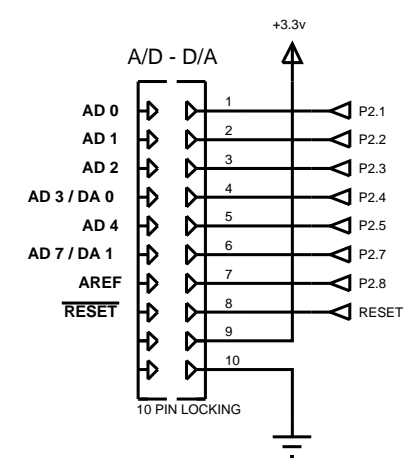 +3.3v
A/D - D/A
AD 0 1 P2.1
AD 1 2 P2.2
AD 2 3 P2.3
AD 3 / DA 0 4 P2.4
AD 4 5 P2.5
AD 7 / DA 1 6 P2.7
AREF 7 P2.8
RESET 8 RESET
9
10
10 PIN LOCKING